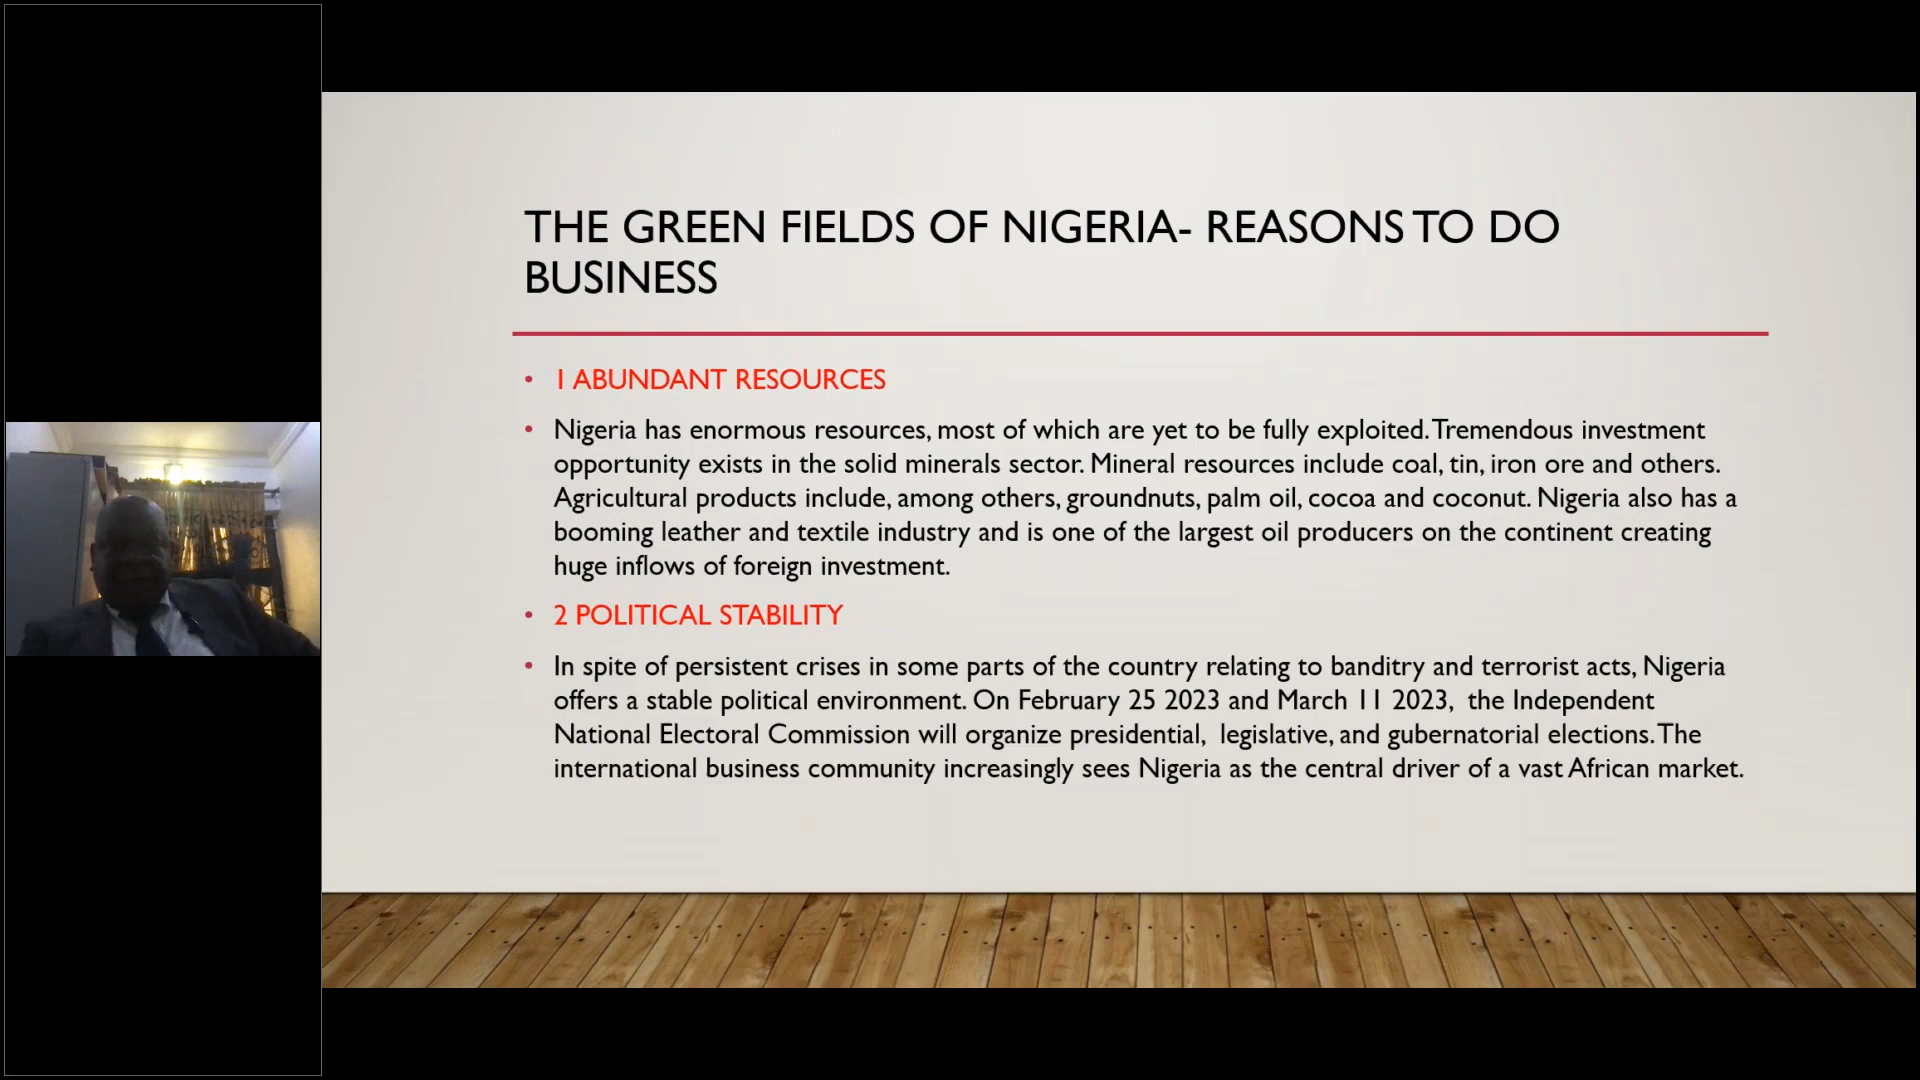 THE GREEN FIELDS OF NIGERIA- REASONS TO DO
BUSINESS
• 1 ABUNDANT RESOURCES
• Nigeria has enormous resources, most of which are yet to be fully exploited. Tremendous investment
opportunity exists in the solid minerals sector. Mineral resources include coal, tin, iron ore and others.
Agricultural products include, among others, groundnuts, palm oil, cocoa and coconut. Nigeria also has a
booming leather and textile industry and is one of the largest oil producers on the continent creating
huge inflows of foreign investment.
• 2 POLITICAL STABILITY
• In spite of persistent crises in some parts of the country relating to banditry and terrorist acts, Nigeria
offers a stable political environment. On February 25 2023 and March 11 2023, the Independent
National Electoral Commission will organize presidential, legislative, and gubernatorial elections. The
international business community increasingly sees Nigeria as the central driver of a vast African market.